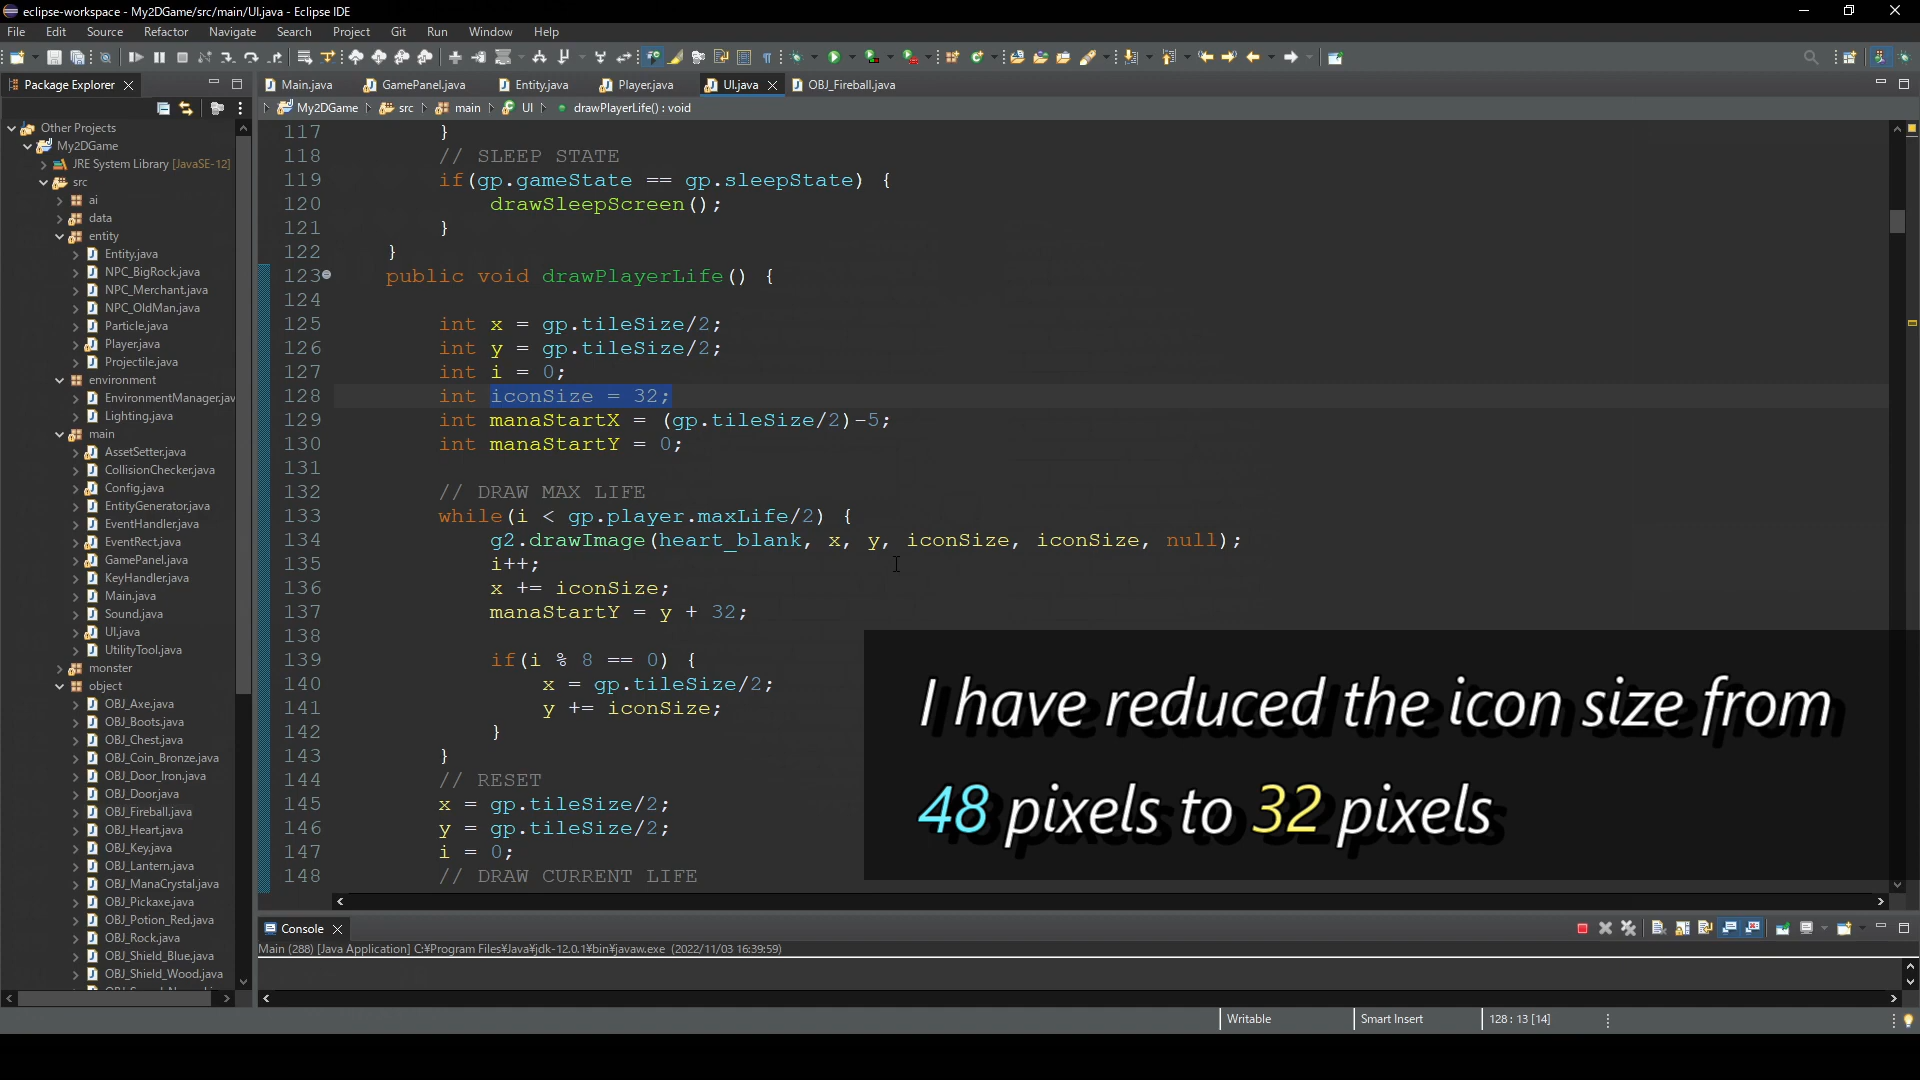 eclipse-workspace - My2DGame/src/main/UI.java - Eclipse IDE
File Edit Source Refactor Navigate Search Project Git Run Window Help
Package Explorer
Main.java GamePanel.java Entity.java Player.java UI.java OBJ_Fireball.java
My2DGame src main UI drawPlayerLife() : void
Other Projects
My2DGame
JRE System Library [JavaSE-12]
src
ai
data
entity
Entity.java
NPC_BigRock.java
NPC_Merchant.java
NPC_OldMan.java
Particle.java
Player.java
Projectile.java
environment
EnvironmentManager.jav
Lighting.java
main
AssetSetter.java
CollisionChecker.java
Config.java
EntityGenerator.java
EventHandler.java
EventRect.java
GamePanel.java
KeyHandler.java
Main.java
Sound.java
UI.java
UtilityTool.java
monster
object
OBJ_Axe.java
OBJ_Boots.java
OBJ_Chest.java
OBJ_Coin_Bronze.java
OBJ_Door_Iron.java
OBJ_Door.java
OBJ_Fireball.java
OBJ_Heart.java
OBJ_Key.java
OBJ_Lantern.java
OBJ_ManaCrystal.java
OBJ_Pickaxe.java
OBJ_Potion_Red.java
OBJ_Rock.java
OBJ_Shield_Blue.java
OBJ_Shield_Wood.java
117 }
118 // SLEEP STATE
119 if(gp.gameState == gp.sleepState) {
120 drawSleepScreen();
121 }
122 }
123 public void drawPlayerLife() {
124
125 int x = gp.tileSize/2;
126 int y = gp.tileSize/2;
127 int i = 0;
128 int iconSize = 32;
129 int manaStartX = (gp.tileSize/2)-5;
130 int manaStartY = 0;
131
132 // DRAW MAX LIFE
133 while(i < gp.player.maxLife/2) {
134 g2.drawImage(heart_blank, x, y, iconSize, iconSize, null);
135 i++;
136 x += iconSize;
137 manaStartY = y + 32;
138
139 if(i % 8 == 0) {
140 x = gp.tileSize/2;
141 y += iconSize;
142 }
143 }
144 // RESET
145 x = gp.tileSize/2;
146 y = gp.tileSize/2;
147 i = 0;
148 // DRAW CURRENT LIFE
I have reduced the icon size from
48 pixels to 32 pixels
Console
Main (288) [Java Application] C:¥Program Files¥Java¥jdk-12.0.1¥bin¥javaw.exe (2022/11/03 16:39:59)
Writable Smart Insert 128 : 13 [14]